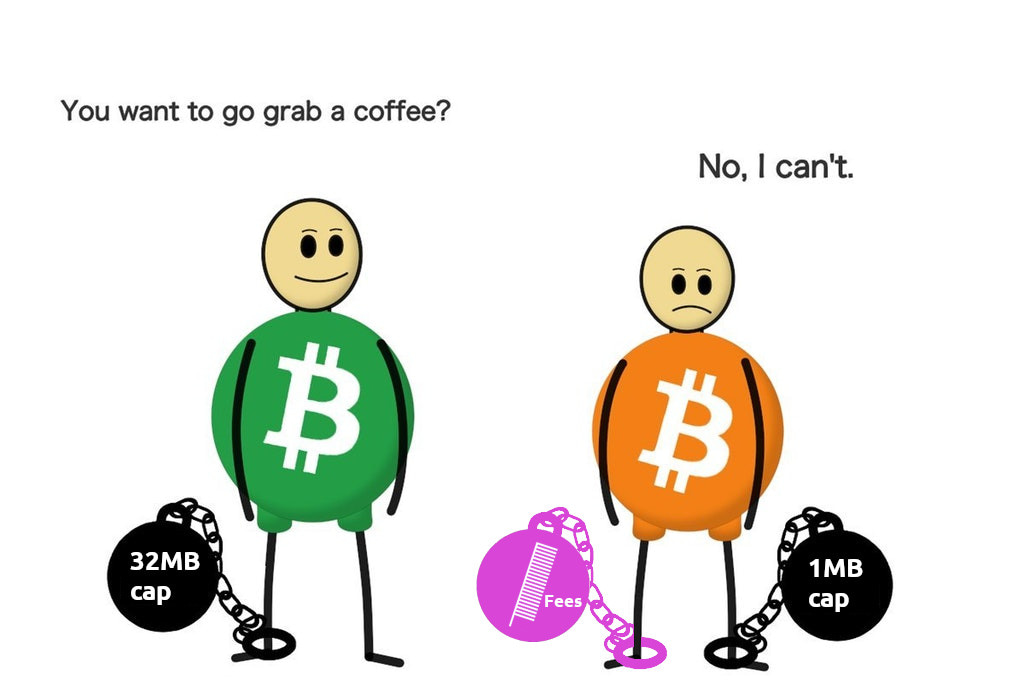 You want to go grab a coffee?
No, I can't.
32MB
cap
Fees
1MB
cap